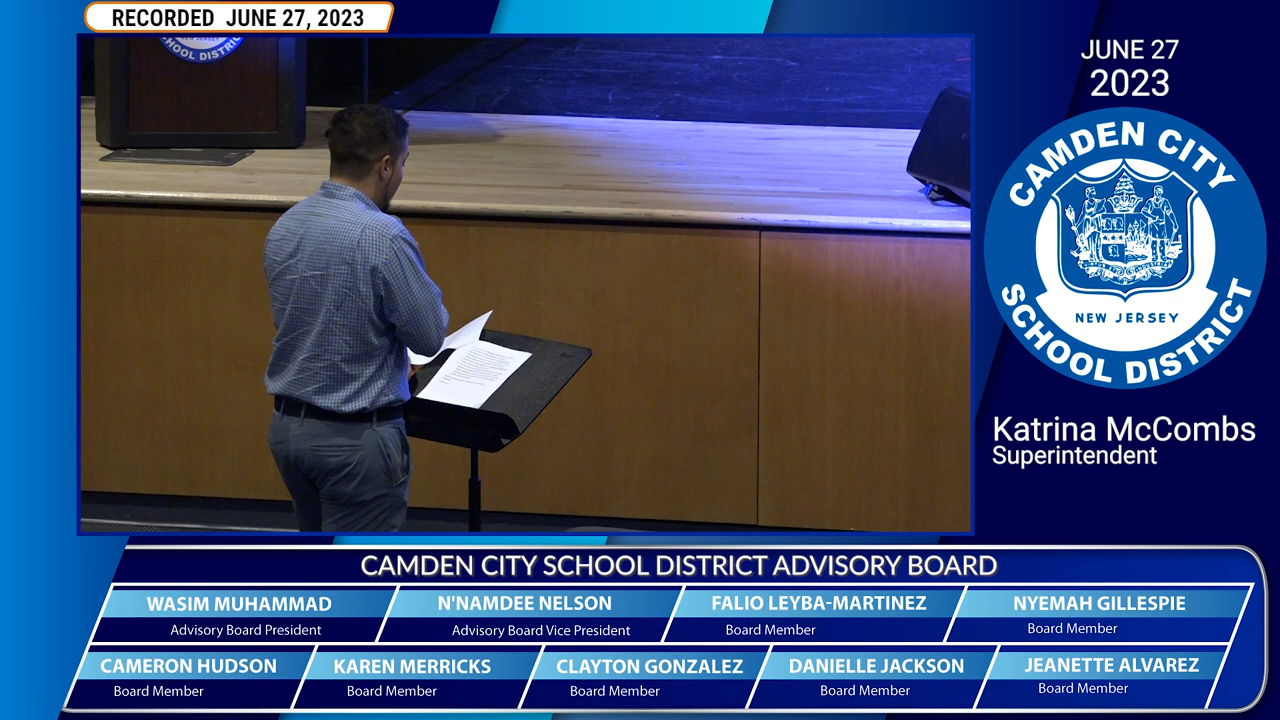 RECORDED JUNE 27, 2023
SCHOOL DISTRICT
JUNE 27
2023
CAMDEN CITY
NEW JERSEY
SCHOOL DISTRICT
Katrina McCombs
Superintendent
CAMDEN CITY SCHOOL DISTRICT ADVISORY BOARD
WASIM MUHAMMAD
Advisory Board President
N'NAMDEE NELSON
Advisory Board Vice President
FALIO LEYBA-MARTINEZ
Board Member
NYEMAH GILLESPIE
Board Member
CAMERON HUDSON
Board Member
KAREN MERRICKS
Board Member
CLAYTON GONZALEZ
Board Member
DANIELLE JACKSON
Board Member
JEANETTE ALVAREZ
Board Member